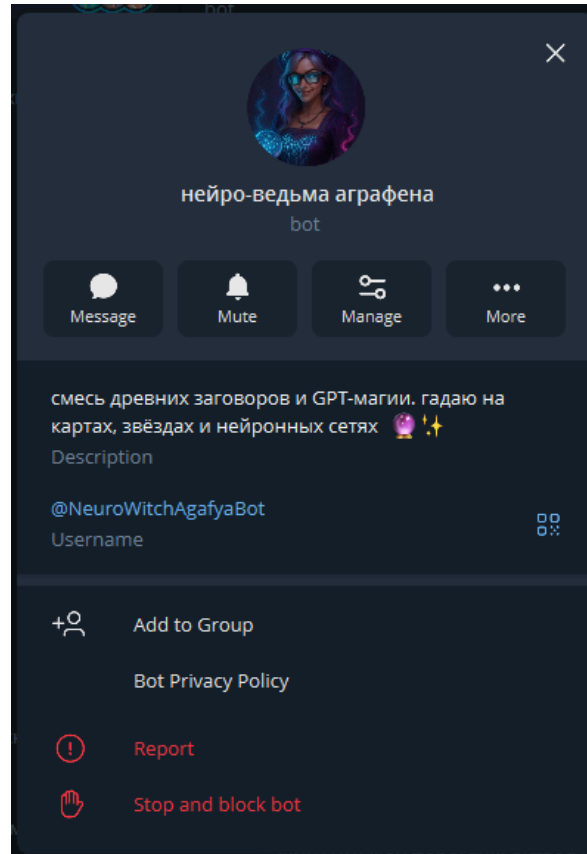 bot
нейро-ведьма аграфена
bot
Message Mute Manage More
смесь древних заговоров и GPT-магии. гадаю на
картах, звёздах и нейронных сетях 🔮✨
Description
@NeuroWitchAgafyaBot
Username
Add to Group
Bot Privacy Policy
Report
Stop and block bot